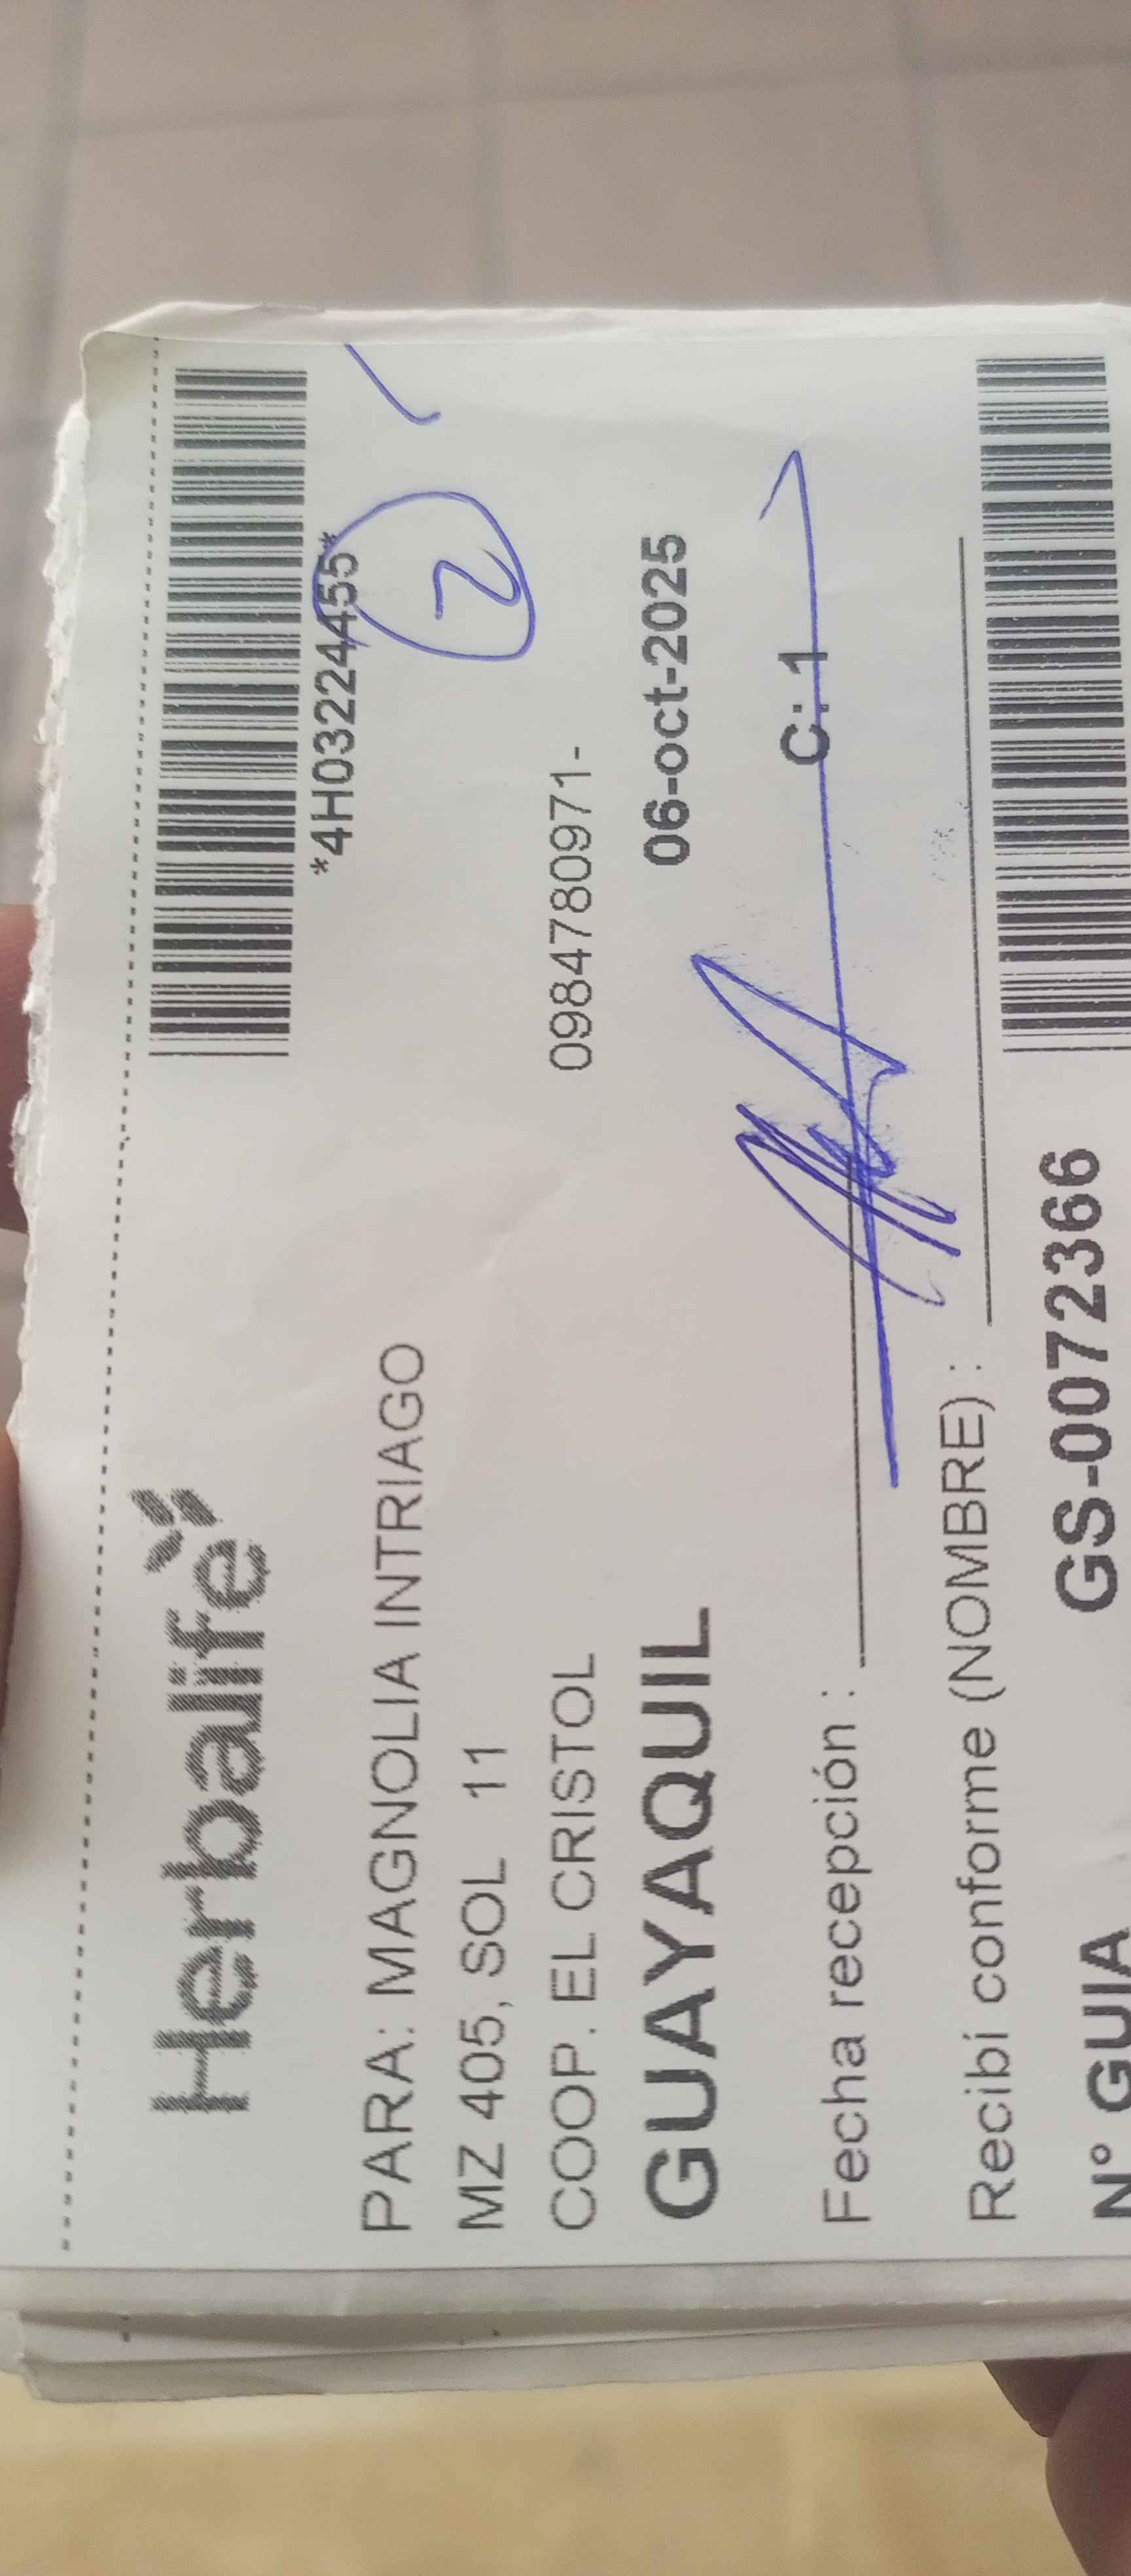 Herbalife
*4H03224455*
PARA: MAGNOLIA INTRIAGO
2
MZ 405, SOL 11
COOP. EL CRISTOL 0984780971-
GUAYAQUIL 06-oct-2025
Fecha recepción : C: 1
Recibí conforme (NOMBRE) :
N° GUIA GS-0072366